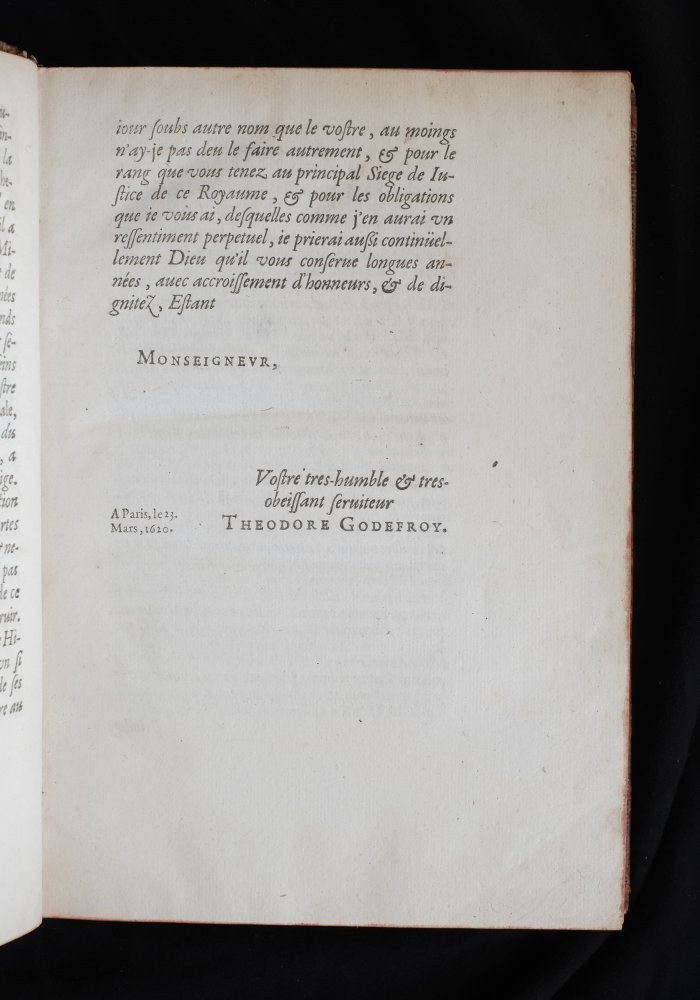 iour ſoubs autre nom que le voſtre, au moings
n'ay-je pas deu le faire autrement, & pour le
rang que vous tenez au principal Siege de Iu-
ſtice de ce Royaume, & pour les obligations
que ie vous ai, deſquelles comme j'en aurai vn
reſſentiment perpetuel, ie prierai auſſi continüel-
lement Dieu qu'il vous conſerue longues an-
nées, auec accroiſſement d'honneurs, & de di-
gnitez, Eſtant
MONSEIGNEVR,
Voſtre tres-humble & tres-
obeiſſant ſeruiteur
THEODORE GODEFROY.
A Paris, le 23.
Mars, 1620.